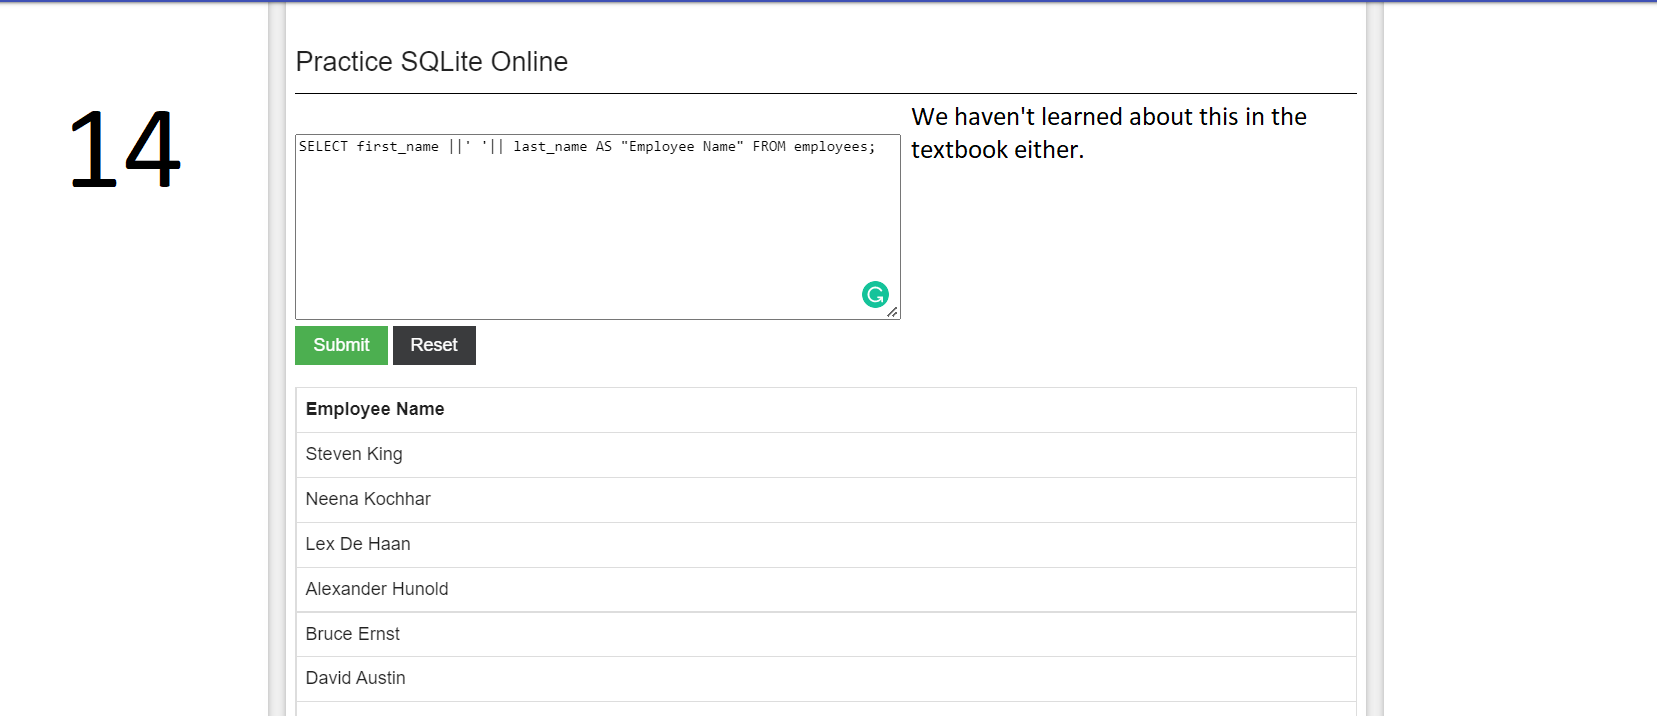 Practice SQLite Online
14
We haven't learned about this in the
textbook either.
SELECT first_name ||' '|| last_name AS "Employee Name" FROM employees;
Submit Reset
Employee Name
Steven King
Neena Kochhar
Lex De Haan
Alexander Hunold
Bruce Ernst
David Austin